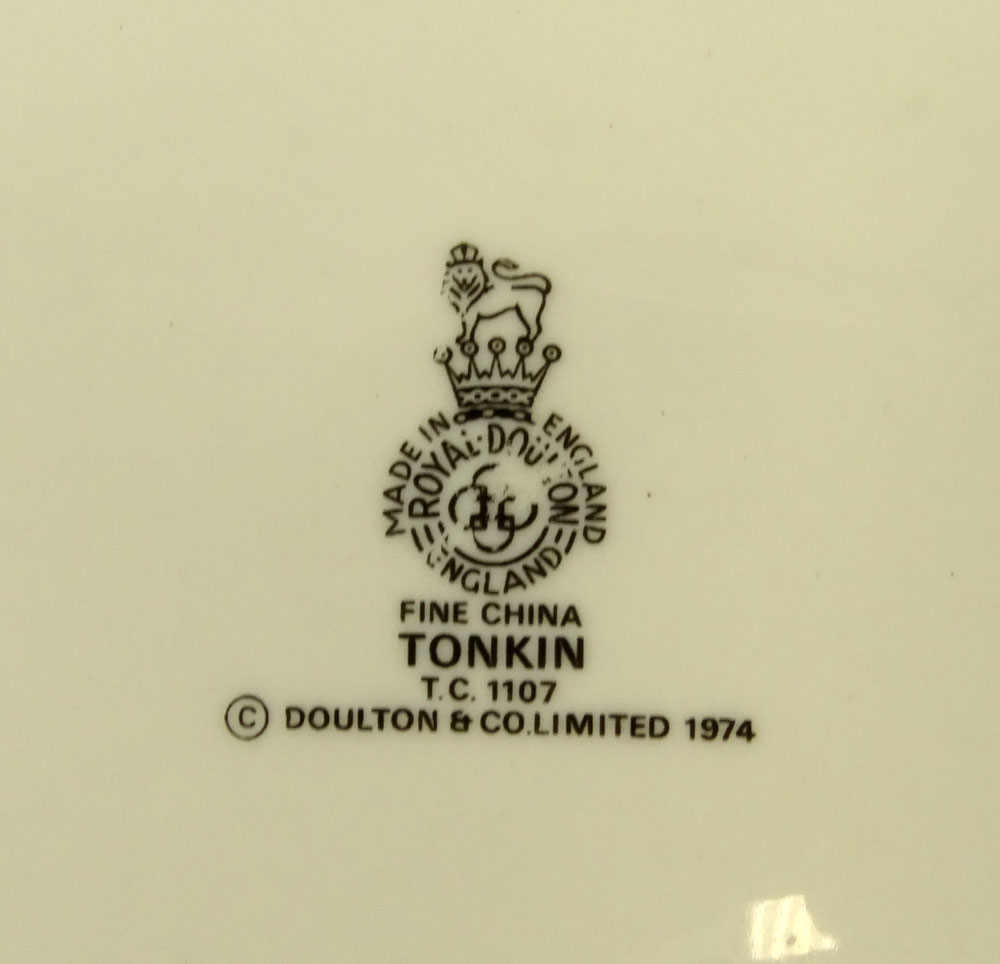 MADE IN ENGLAND
ROYAL DOULTON
ENGLAND
FINE CHINA
TONKIN
T.C. 1107
© DOULTON & CO.LIMITED 1974